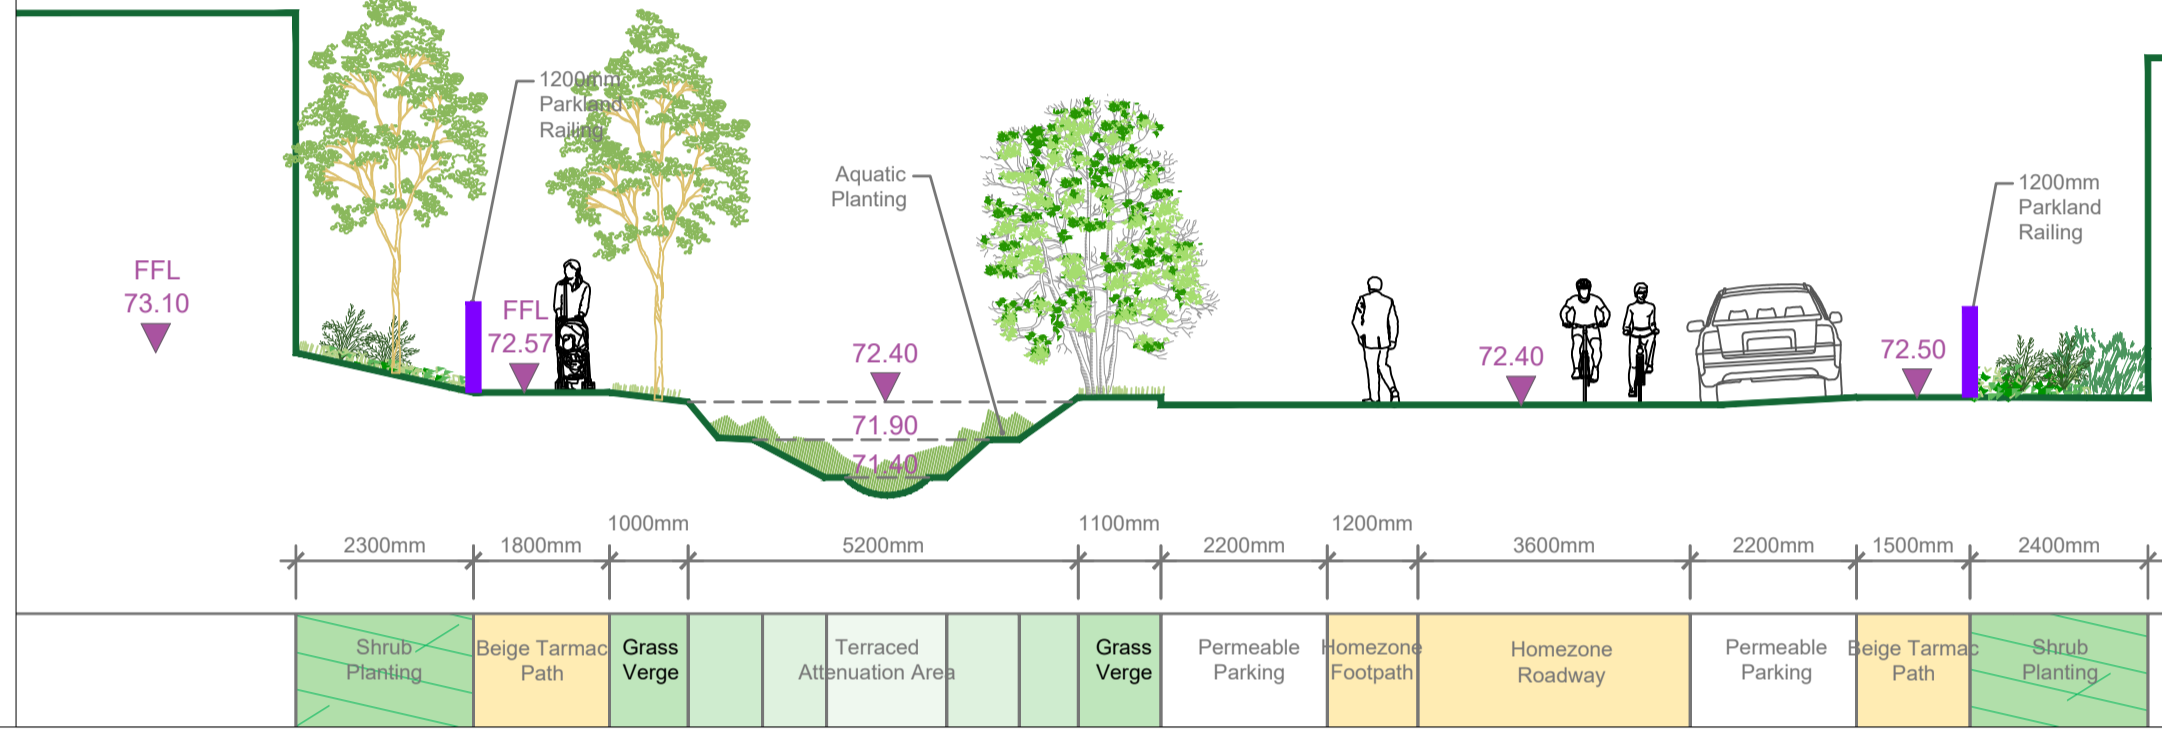 1200mm
Parkland
Railing
Aquatic
Planting
1200mm
Parkland
Railing
FFL
73.10
FFL
72.57
72.40
71.90
71.40
72.40
72.50
2300mm
1800mm
1000mm
5200mm
1100mm
2200mm
1200mm
3600mm
2200mm
1500mm
2400mm
Shrub
Planting
Beige Tarmac
Path
Grass
Verge
Terraced
Attenuation Area
Grass
Verge
Permeable
Parking
Homezone
Footpath
Homezone
Roadway
Permeable
Parking
Beige Tarmac
Path
Shrub
Planting